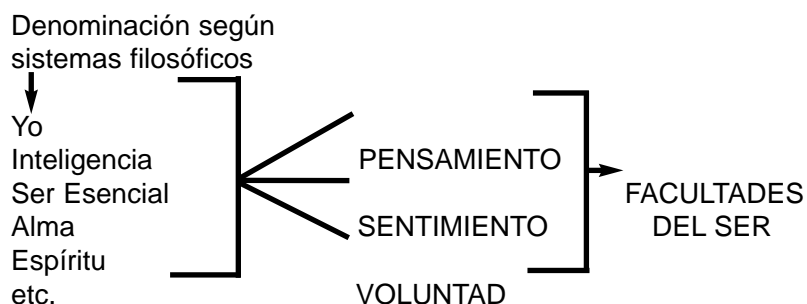 Denominación según
sistemas filosóficos
Yo
Inteligencia
Ser Esencial
Alma
Espíritu
etc.
PENSAMIENTO
SENTIMIENTO
VOLUNTAD
FACULTADES
DEL SER